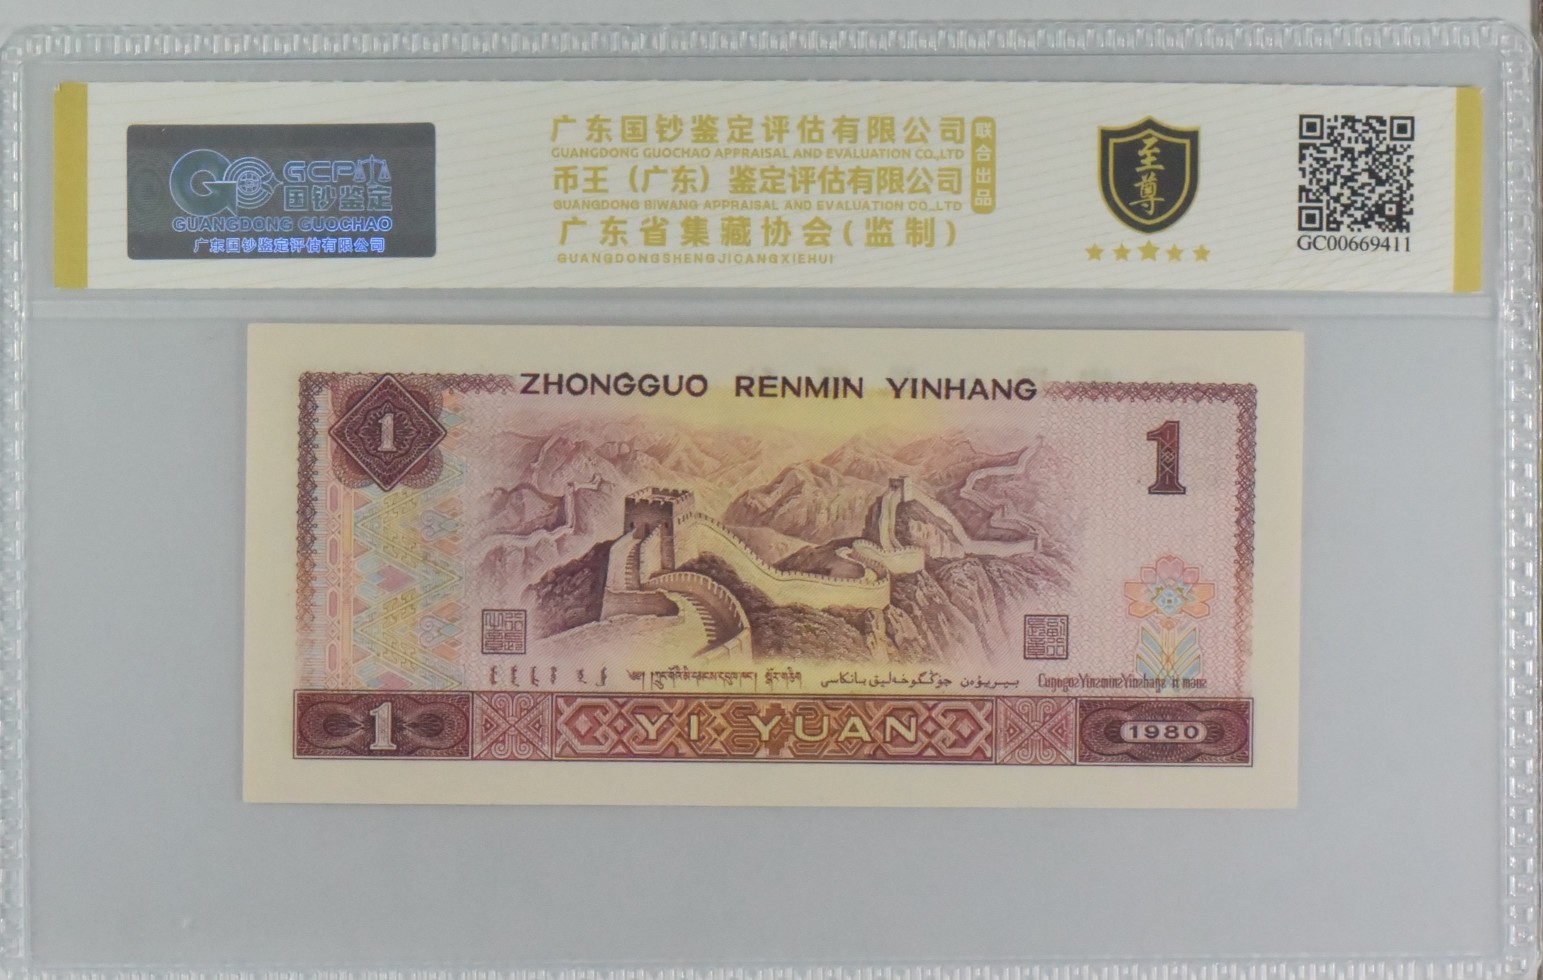 GCP
国钞鉴定
GUANGDONG GUOCHAO
广东国钞鉴定评估有限公司
广东国钞鉴定评估有限公司
GUANGDONG GUOCHAO APPRAISAL AND EVALUATION CO.,LTD
币王（广东）鉴定评估有限公司
GUANGDONG BIWANG APPRAISAL AND EVALUATION CO.,LTD
广东省集藏协会(监制)
GUANGDONGSHENGJICANGXIEHUI
联合出品
至尊
GC00669411
ZHONGGUO RENMIN YINHANG
1
1
1
YI YUAN
1980